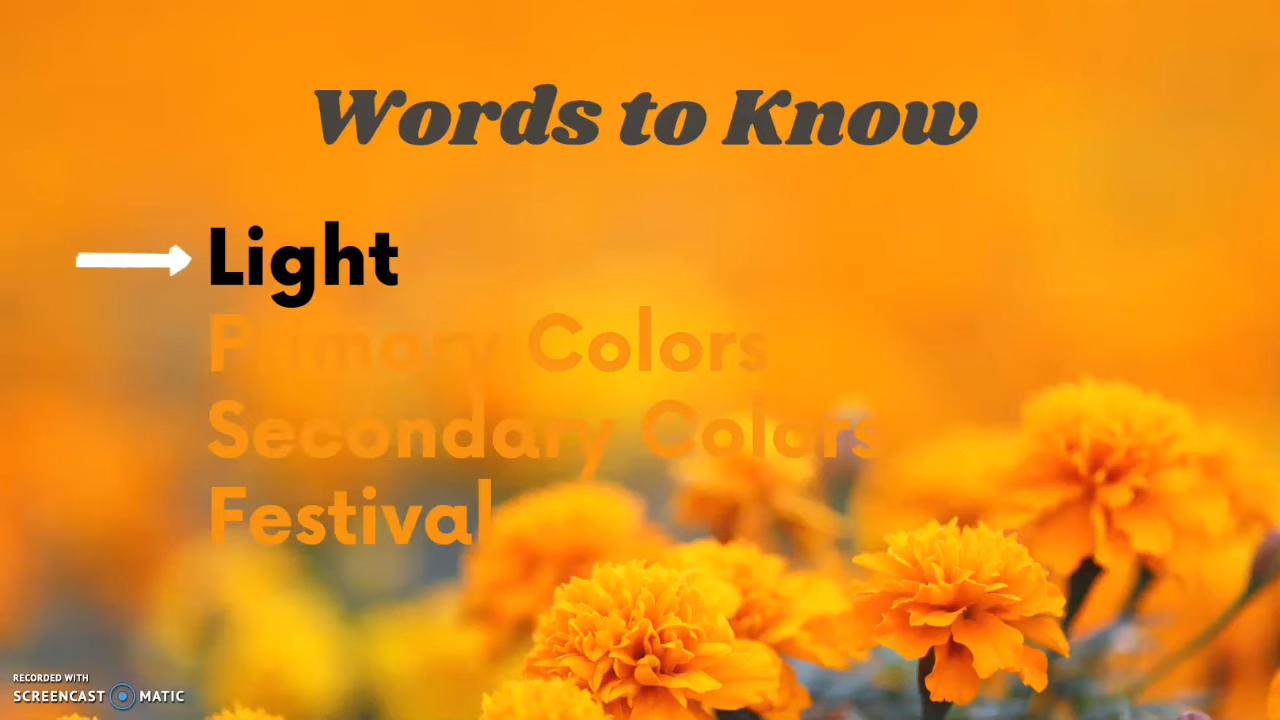 Words to Know
Light
Primary Colors
Secondary Colors
Festival
RECORDED WITH
SCREENCAST MATIC